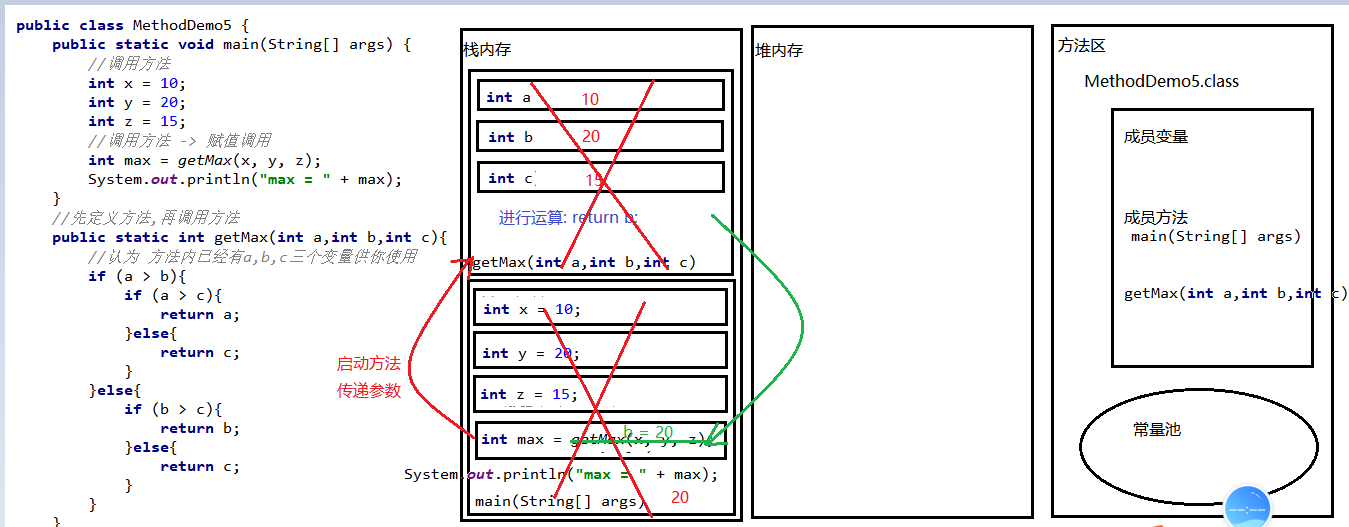 public class MethodDemo5 {
public static void main(String[] args) {
//调用方法
int x = 10;
int y = 20;
int z = 15;
//调用方法 -> 赋值调用
int max = getMax(x, y, z);
System.out.println("max = " + max);
}
//先定义方法,再调用方法
public static int getMax(int a,int b,int c){
//认为 方法内已经有a,b,c三个变量供你使用
if (a > b){
if (a > c){
return a;
}else{
return c;
}
}else{
if (b > c){
return b;
}else{
return c;
}
}
}
启动方法
传递参数
栈内存
int a 10
int b 20
int c 15
进行运算: return b;
getMax(int a,int b,int c)
int x = 10;
int y = 20;
int z = 15;
b = 20
int max = getMax(x, y, z);
System.out.println("max = " + max);
main(String[] args) 20
堆内存
方法区
MethodDemo5.class
成员变量
成员方法
main(String[] args)
getMax(int a,int b,int c)
常量池